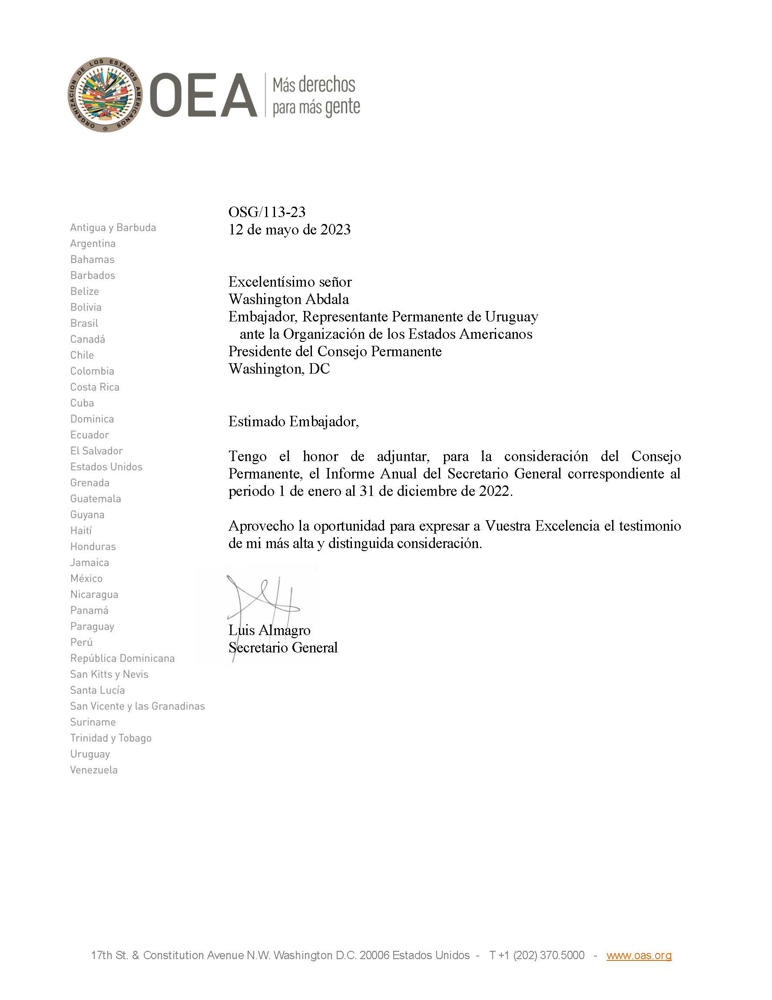 ORGANIZACION DE LOS ESTADOS AMERICANOS
OEA
Más derechos
para más gente
OSG/113-23
12 de mayo de 2023
Excelentísimo señor
Washington Abdala
Embajador, Representante Permanente de Uruguay
ante la Organización de los Estados Americanos
Presidente del Consejo Permanente
Washington, DC
Estimado Embajador,
Tengo el honor de adjuntar, para la consideración del Consejo
Permanente, el Informe Anual del Secretario General correspondiente al
periodo 1 de enero al 31 de diciembre de 2022.
Aprovecho la oportunidad para expresar a Vuestra Excelencia el testimonio
de mi más alta y distinguida consideración.
Luis Almagro
Secretario General
Antigua y Barbuda
Argentina
Bahamas
Barbados
Belize
Bolivia
Brasil
Canadá
Chile
Colombia
Costa Rica
Cuba
Dominica
Ecuador
El Salvador
Estados Unidos
Grenada
Guatemala
Guyana
Haití
Honduras
Jamaica
México
Nicaragua
Panamá
Paraguay
Perú
República Dominicana
San Kitts y Nevis
Santa Lucía
San Vicente y las Granadinas
Suriname
Trinidad y Tobago
Uruguay
Venezuela
17th St. & Constitution Avenue N.W. Washington D.C. 20006 Estados Unidos - T +1 (202) 370.5000 - www.oas.org